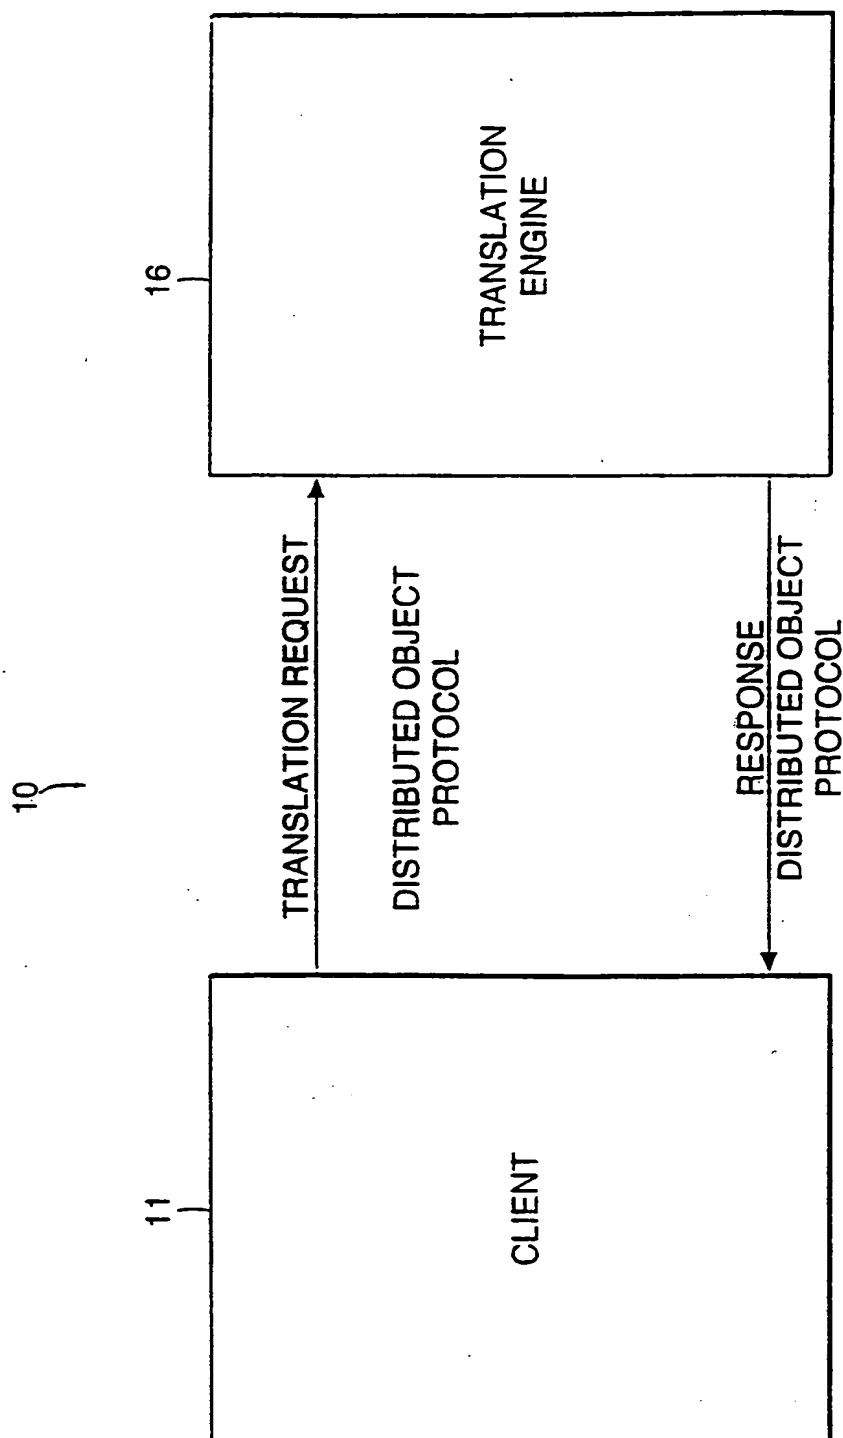 10
11
CLIENT
TRANSLATION REQUEST
DISTRIBUTED OBJECT
PROTOCOL
RESPONSE
DISTRIBUTED OBJECT
PROTOCOL
16
TRANSLATION
ENGINE